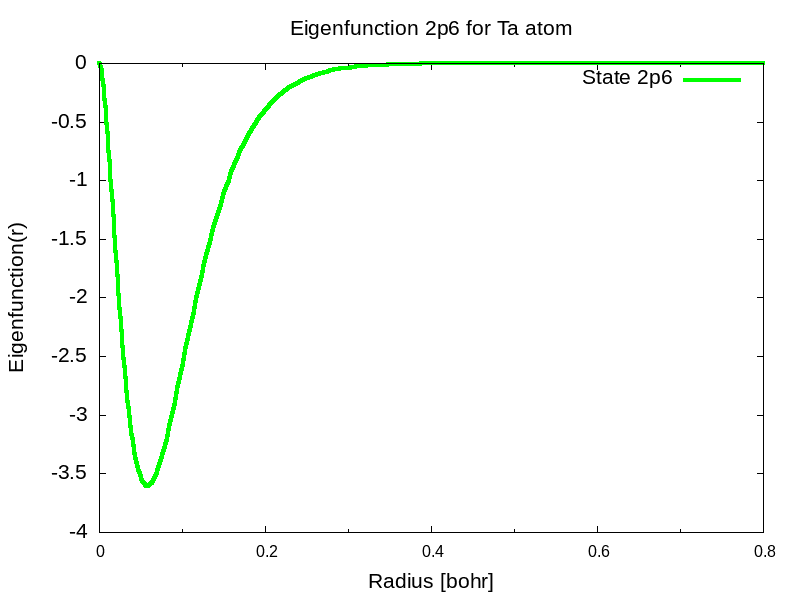 Eigenfunction 2p6 for Ta atom
State 2p6
0
-0.5
-1
-1.5
-2
-2.5
-3
-3.5
-4
Eigenfunction(r)
0 0.2 0.4 0.6 0.8
Radius [bohr]